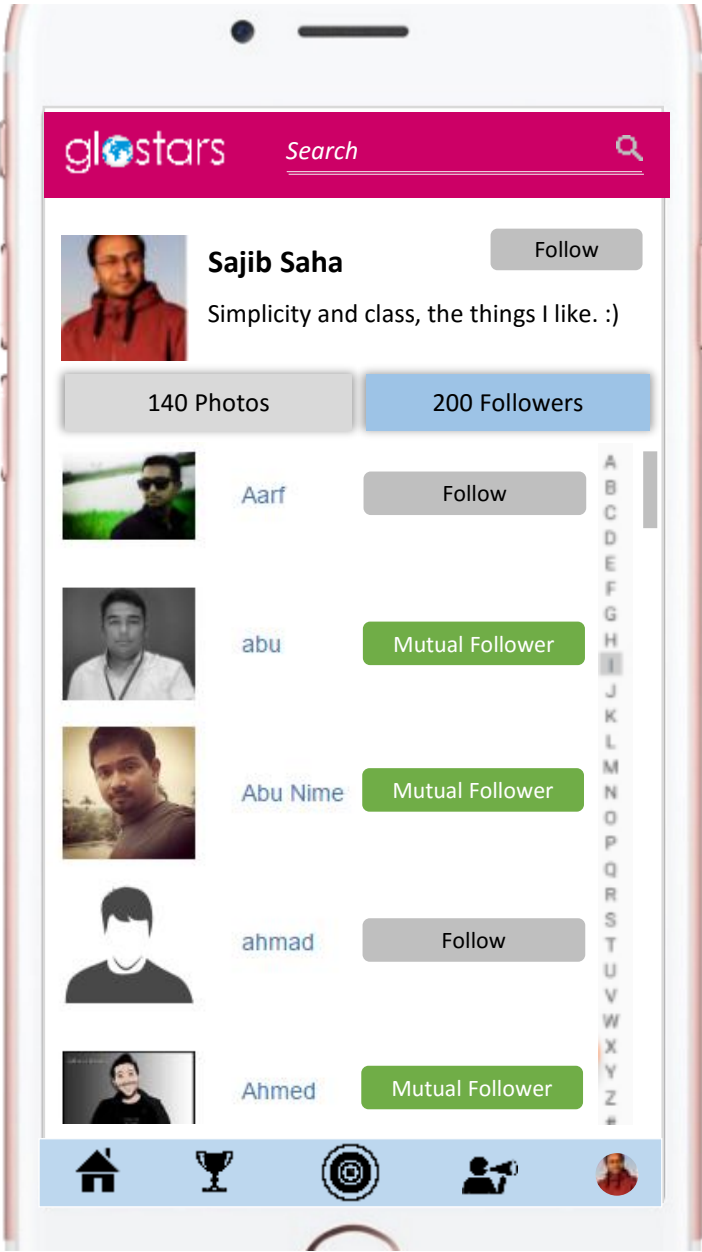 glostars
Search
Sajib Saha
Follow
Simplicity and class, the things I like. :)
140 Photos
200 Followers
Aarf
Follow
abu
Mutual Follower
Abu Nime
Mutual Follower
ahmad
Follow
Ahmed
Mutual Follower
A
B
C
D
E
F
G
H
I
J
K
L
M
N
O
P
Q
R
S
T
U
V
W
X
Y
Z
#